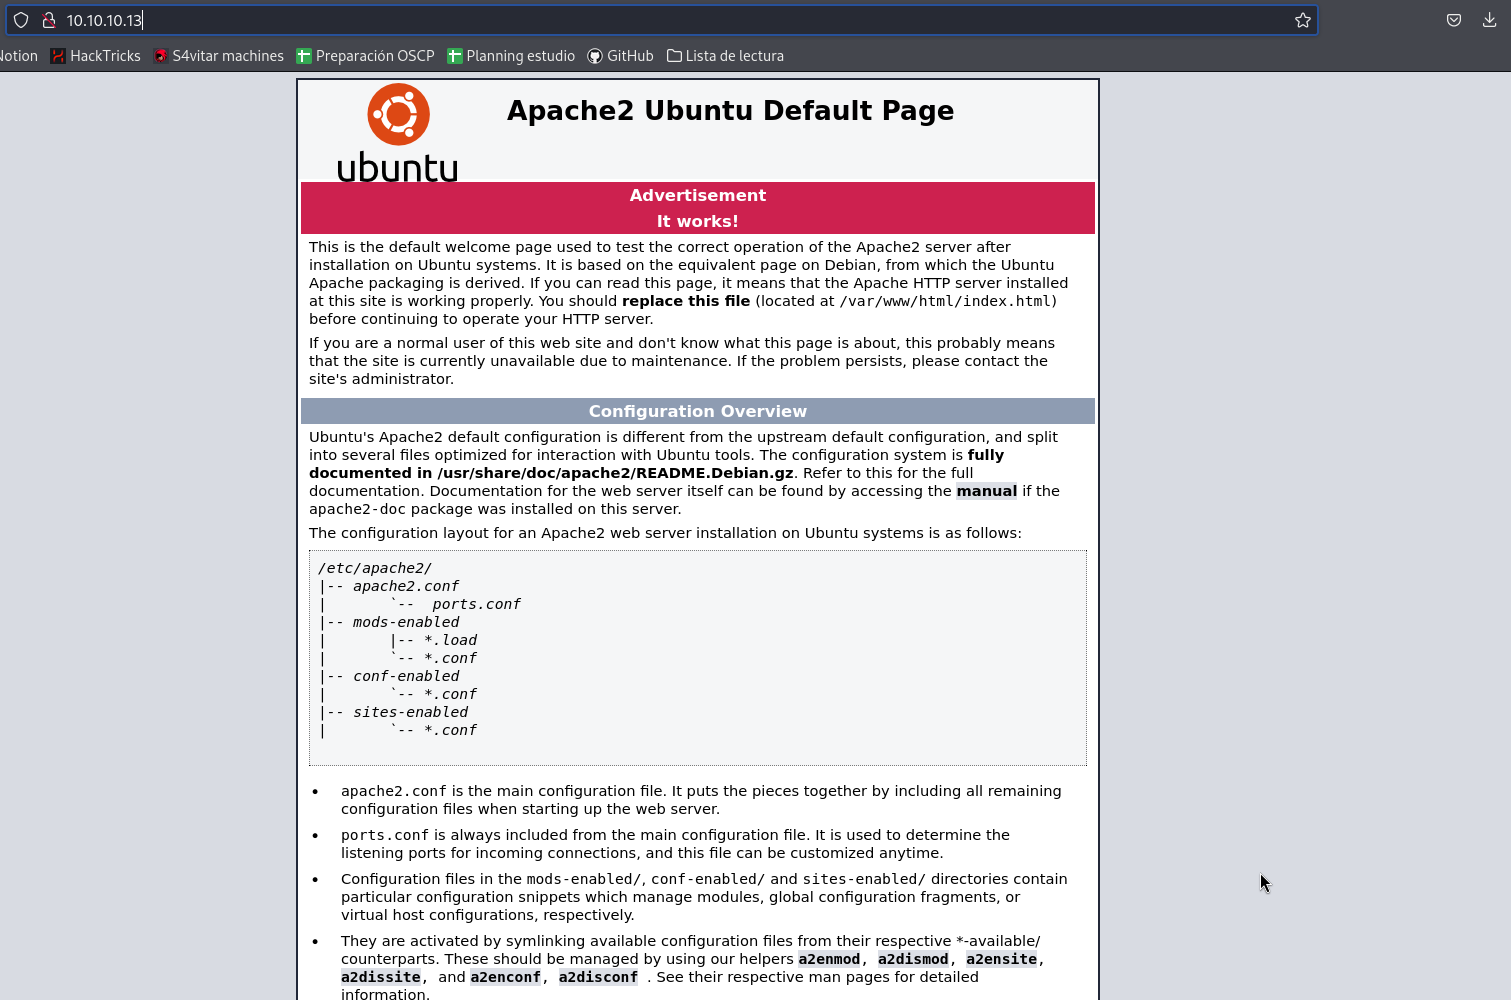 10.10.10.13
HackTricks S4vitar machines Preparación OSCP Planning estudio GitHub Lista de lectura
ubuntu
Apache2 Ubuntu Default Page
Advertisement
It works!
This is the default welcome page used to test the correct operation of the Apache2 server after
installation on Ubuntu systems. It is based on the equivalent page on Debian, from which the Ubuntu
Apache packaging is derived. If you can read this page, it means that the Apache HTTP server installed
at this site is working properly. You should replace this file (located at /var/www/html/index.html)
before continuing to operate your HTTP server.
If you are a normal user of this web site and don't know what this page is about, this probably means
that the site is currently unavailable due to maintenance. If the problem persists, please contact the
site's administrator.
Configuration Overview
Ubuntu's Apache2 default configuration is different from the upstream default configuration, and split
into several files optimized for interaction with Ubuntu tools. The configuration system is fully
documented in /usr/share/doc/apache2/README.Debian.gz. Refer to this for the full
documentation. Documentation for the web server itself can be found by accessing the manual if the
apache2-doc package was installed on this server.
The configuration layout for an Apache2 web server installation on Ubuntu systems is as follows:
/etc/apache2/
|-- apache2.conf
|       `--  ports.conf
|-- mods-enabled
|       |-- *.load
|       `-- *.conf
|-- conf-enabled
|       `-- *.conf
|-- sites-enabled
|       `-- *.conf
• apache2.conf is the main configuration file. It puts the pieces together by including all remaining
configuration files when starting up the web server.
• ports.conf is always included from the main configuration file. It is used to determine the
listening ports for incoming connections, and this file can be customized anytime.
• Configuration files in the mods-enabled/, conf-enabled/ and sites-enabled/ directories contain
particular configuration snippets which manage modules, global configuration fragments, or
virtual host configurations, respectively.
• They are activated by symlinking available configuration files from their respective *-available/
counterparts. These should be managed by using our helpers a2enmod, a2dismod, a2ensite,
a2dissite, and a2enconf, a2disconf . See their respective man pages for detailed
information.